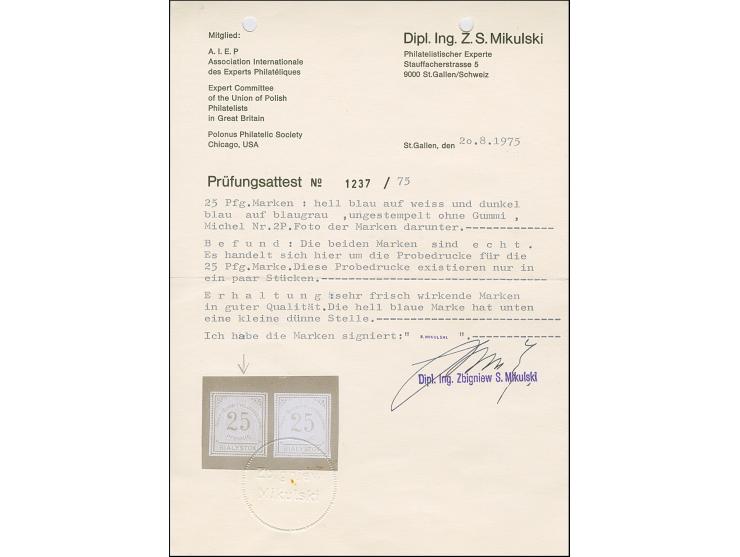 Mitglied:
A. I. E. P
Association Internationale
des Experts Philatéliques
Expert Committee
of the Union of Polish
Philatelists
in Great Britain
Polonus Philatelic Society
Chicago, USA
Dipl. Ing. Z. S. Mikulski
Philatelistischer Experte
Stauffacherstrasse 5
9000 St.Gallen/Schweiz
St.Gallen, den 2o.8.1975
Prüfungsattest № 1237 / 75
25 Pfg.Marken : hell blau auf weiss und dunkel
blau auf blaugrau ,ungestempelt ohne Gummi ,
Michel Nr.2P.Foto der Marken darunter.-------------
B e f u n d : Die beiden Marken sind e c h t .
Es handelt sich hier um die Probedrucke für die
25 Pfg.Marke.Diese Probedrucke existieren nur in
ein paar Stücken.---------------------------------
E r h a l t u n g :sehr frisch wirkende Marken
in guter Qualität.Die hell blaue Marke hat unten
eine kleine dünne Stelle.---------------------------
Ich habe die Marken signiert:" S. MIKULSKI ".-------------
Dipl. Ing. Zbigniew S. Mikulski
25 25
BIALYSTOK BIALYSTOK
Zbigniew
Mikulski